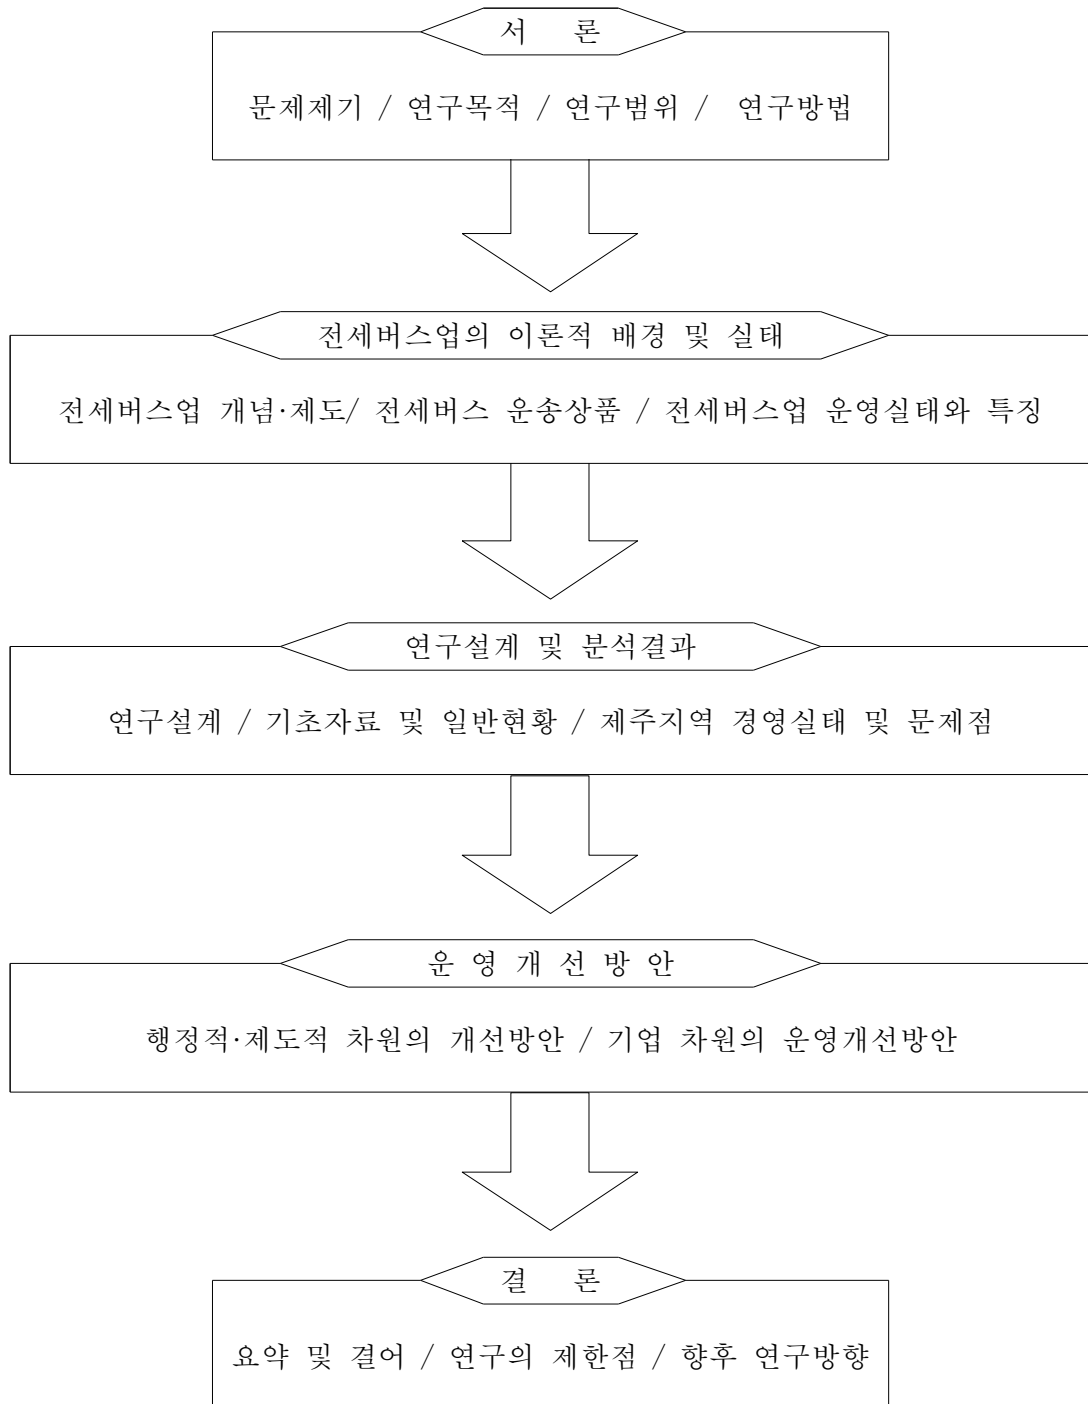 서 론
문제제기 / 연구목적 / 연구범위 / 연구방법
전세버스업의 이론적 배경 및 실태
전세버스업 개념·제도/ 전세버스 운송상품 / 전세버스업 운영실태와 특징
연구설계 및 분석결과
연구설계 / 기초자료 및 일반현황 / 제주지역 경영실태 및 문제점
운 영 개 선 방 안
행정적·제도적 차원의 개선방안 / 기업 차원의 운영개선방안
결 론
요약 및 결어 / 연구의 제한점 / 향후 연구방향